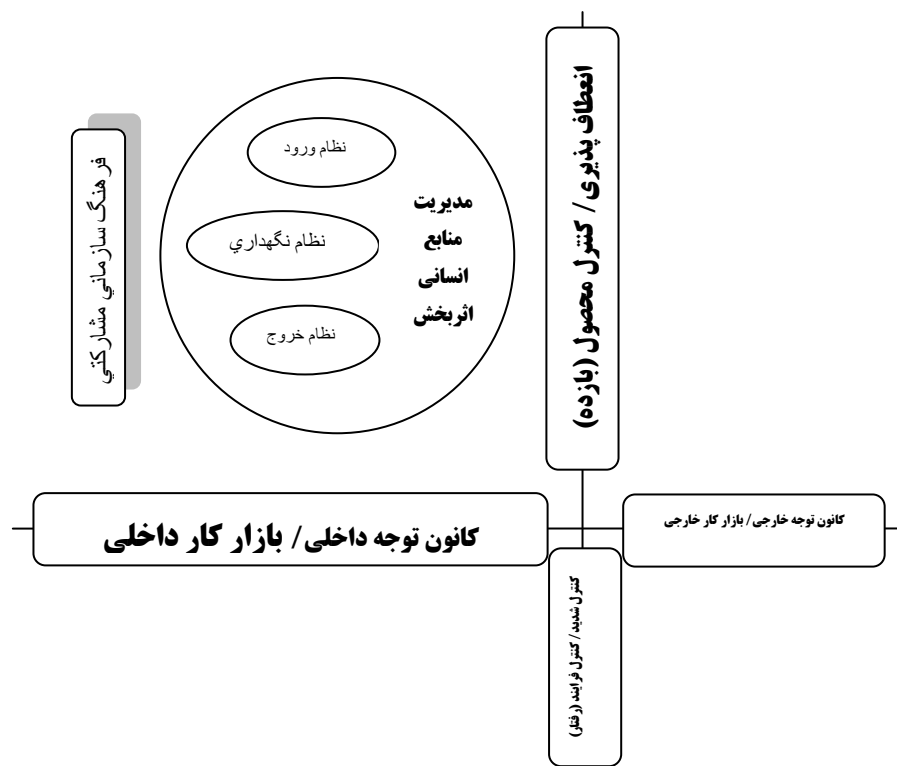 انعطاف پذیری / کنترل محصول (بازده)
نظام ورود
نظام نگهداري
نظام خروج
مدیریت
منابع
انسانی
اثربخش
فرهنگ سازماني مشاركتي
کانون توجه خارجی / بازار کار خارجی
کانون توجه داخلی / بازار کار داخلی
کنترل شدید / کنترل فرایند (رفتار)